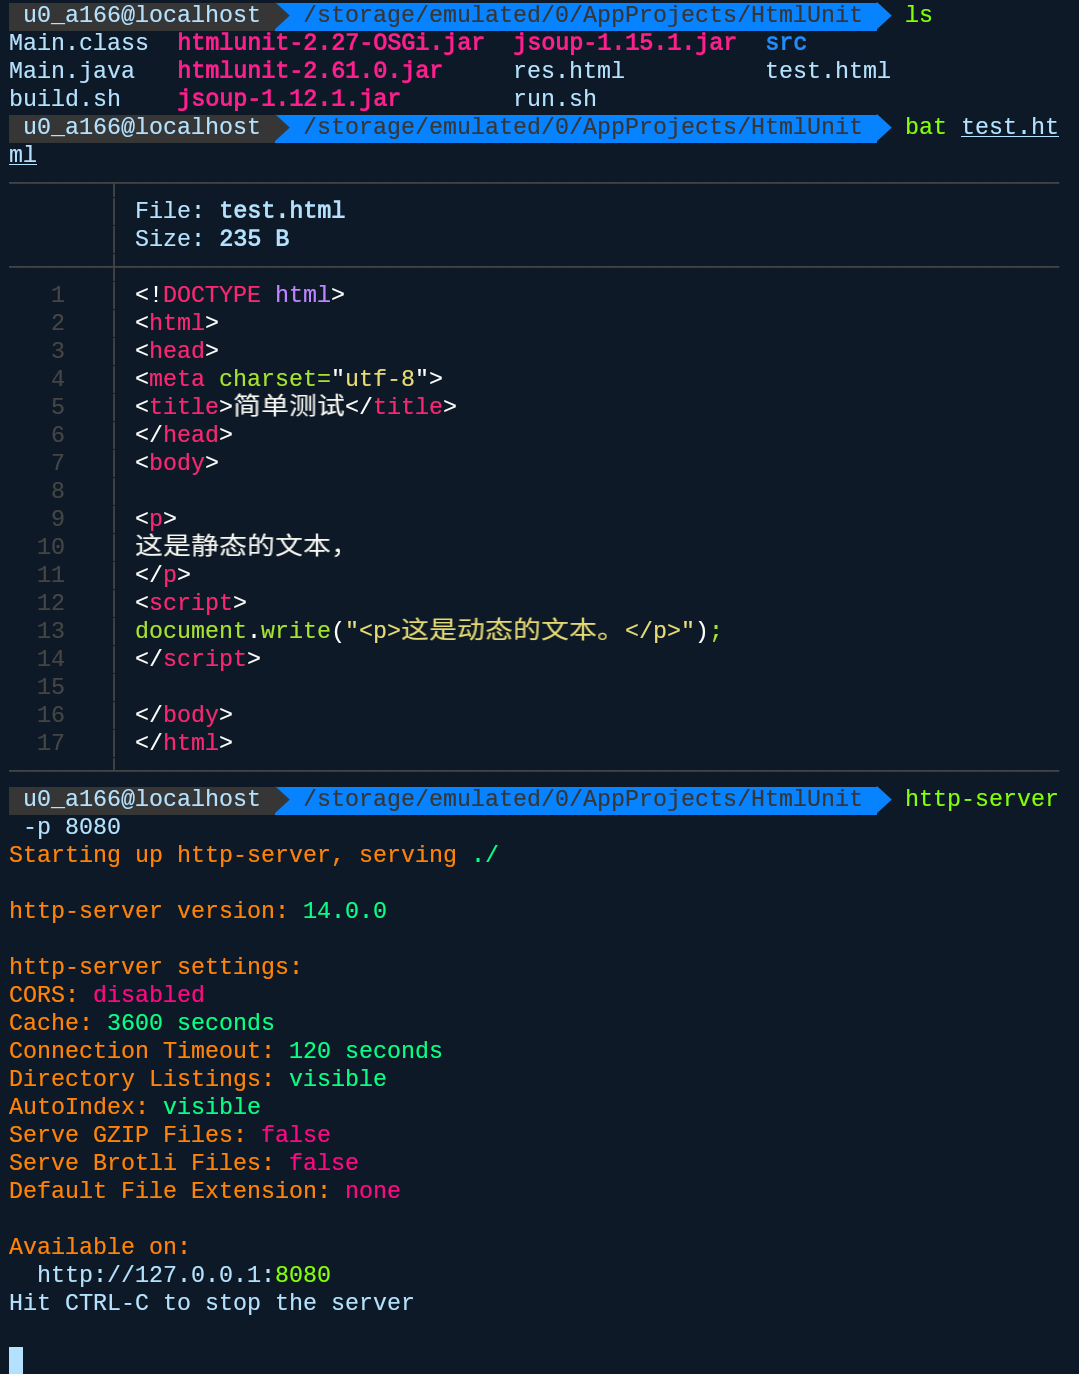 u0_a166@localhost /storage/emulated/0/AppProjects/HtmlUnit ls
Main.class htmlunit-2.27-OSGi.jar jsoup-1.15.1.jar src
Main.java htmlunit-2.61.0.jar res.html test.html
build.sh jsoup-1.12.1.jar run.sh
u0_a166@localhost /storage/emulated/0/AppProjects/HtmlUnit bat test.ht
ml
File: test.html
Size: 235 B
1 <!DOCTYPE html>
2 <html>
3 <head>
4 <meta charset="utf-8">
5 <title>简单测试</title>
6 </head>
7 <body>
8
9 <p>
10 这是静态的文本，
11 </p>
12 <script>
13 document.write("<p>这是动态的文本。</p>");
14 </script>
15
16 </body>
17 </html>
u0_a166@localhost /storage/emulated/0/AppProjects/HtmlUnit http-server
-p 8080
Starting up http-server, serving ./
http-server version: 14.0.0
http-server settings:
CORS: disabled
Cache: 3600 seconds
Connection Timeout: 120 seconds
Directory Listings: visible
AutoIndex: visible
Serve GZIP Files: false
Serve Brotli Files: false
Default File Extension: none
Available on:
http://127.0.0.1:8080
Hit CTRL-C to stop the server